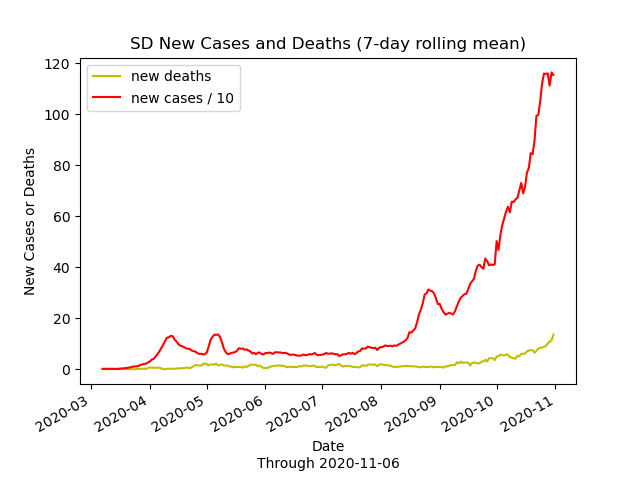 SD New Cases and Deaths (7-day rolling mean)
new deaths
new cases / 10
120
100
80
60
40
20
0
New Cases or Deaths
2020-03
2020-04
2020-05
2020-06
2020-07
2020-08
2020-09
2020-10
2020-11
Date
Through 2020-11-06